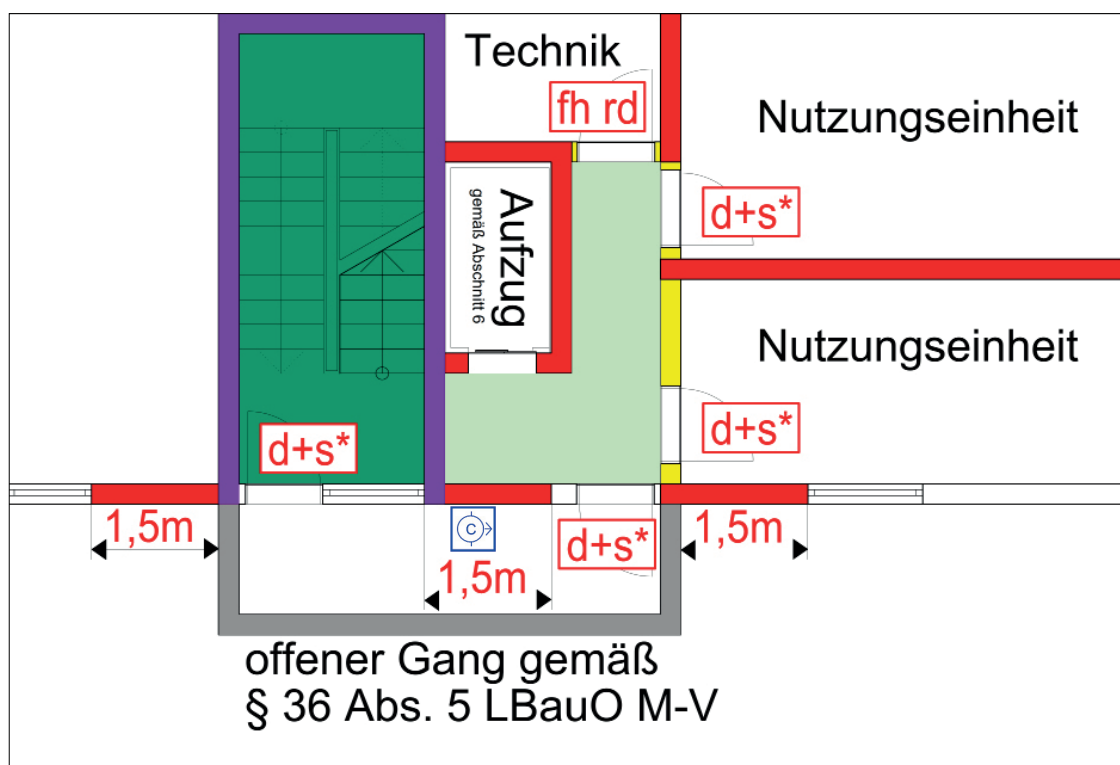 Technik
fh rd
Nutzungseinheit
d+s*
Aufzug
gemäß Abschnitt 6
Nutzungseinheit
d+s*
d+s*
1,5m
C
1,5m
d+s*
1,5m
offener Gang gemäß
§ 36 Abs. 5 LBauO M-V